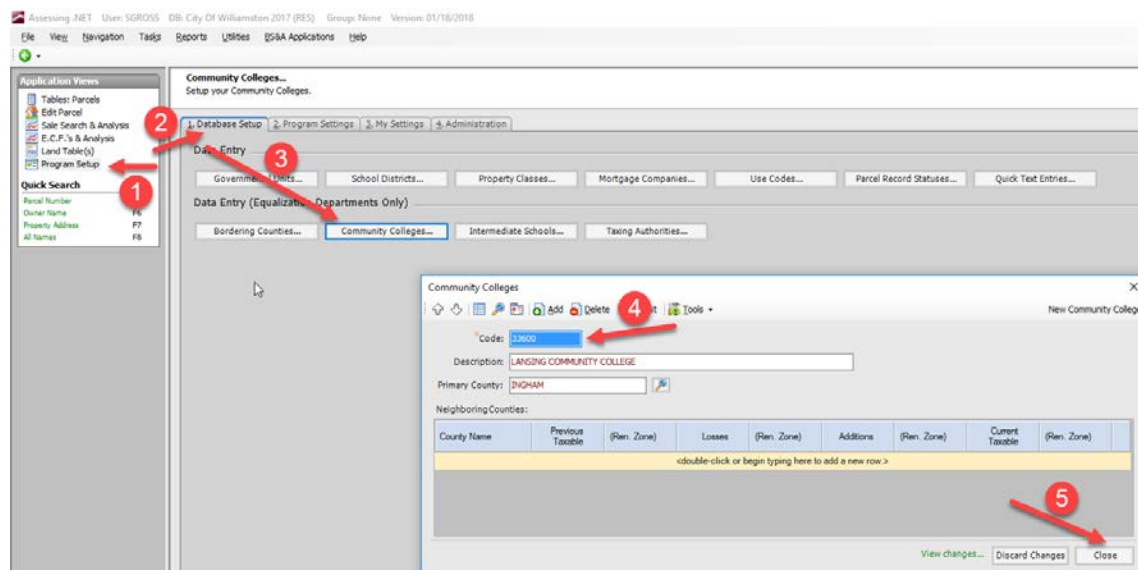 Assessing .NET User: SGROSS DB: City Of Williamston 2017 (RES) Group: None Version: 01/18/2018
File View Navigation Tasks Reports Utilities BS&A Applications Help
Application Views
Tables: Parcels
Edit Parcel
Sale Search & Analysis
E.C.F.'s & Analysis
Land Table(s)
Program Setup
Quick Search
Parcel Number
Owner Name F6
Property Address F7
All Names F8
1
2
3
Community Colleges...
Setup your Community Colleges.
1. Database Setup 2. Program Settings 3. My Settings 4. Administration
Data Entry
Governmental Units... School Districts... Property Classes... Mortgage Companies... Use Codes... Parcel Record Statuses... Quick Text Entries...
Data Entry (Equalization Departments Only)
Bordering Counties... Community Colleges... Intermediate Schools... Taxing Authorities...
Community Colleges X
Add Delete 4 Tools New Community College
Code: 33600
Description: LANSING COMMUNITY COLLEGE
Primary County: INGHAM
Neighboring Counties:
County Name Previous Taxable (Ren. Zone) Losses (Ren. Zone) Additions (Ren. Zone) Current Taxable (Ren. Zone)
<double-click or begin typing here to add a new row.>
5
View changes... Discard Changes Close